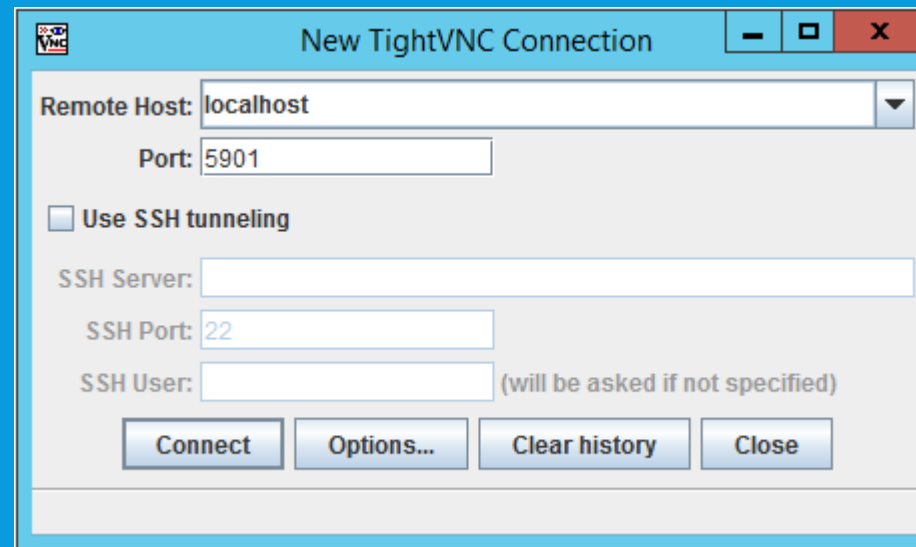 VNC New TightVNC Connection
Remote Host: localhost
Port: 5901
Use SSH tunneling
SSH Server:
SSH Port: 22
SSH User: (will be asked if not specified)
Connect Options... Clear history Close